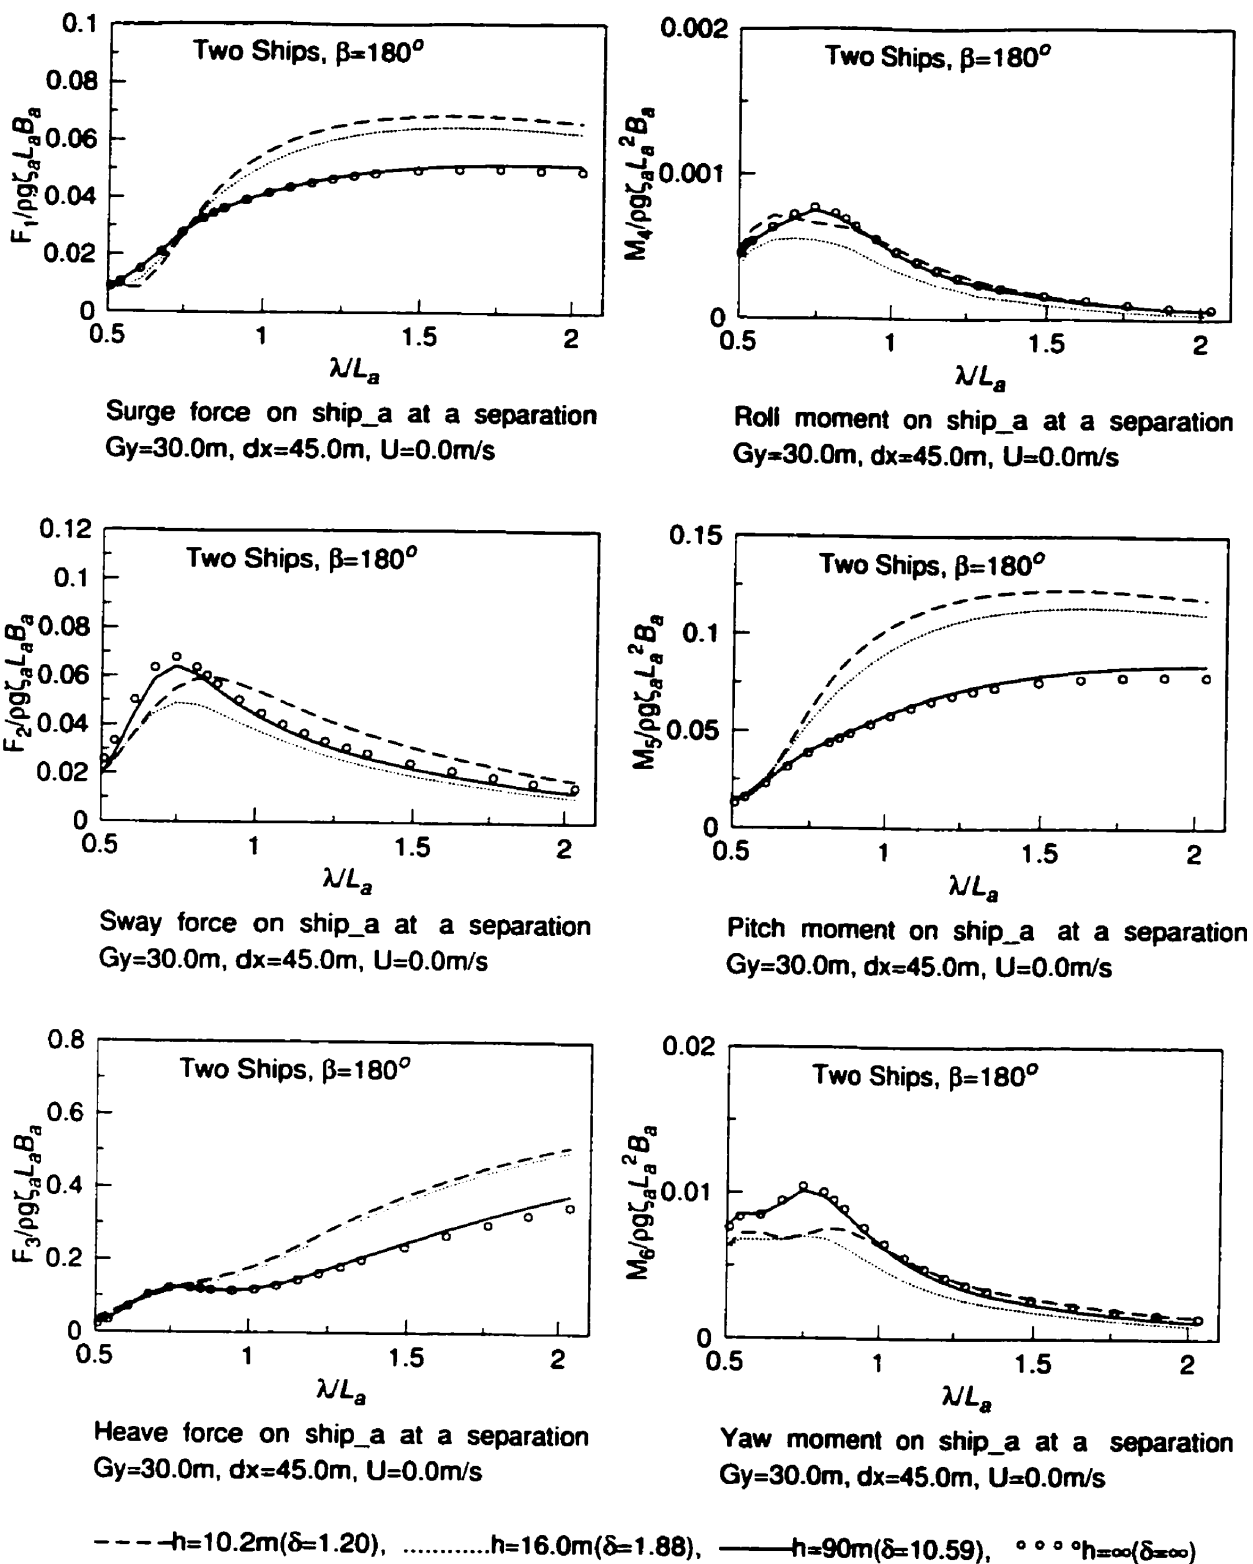 Two Ships, β=180°
F₁/ρgζₐLₐBₐ
0.1
0.08
0.06
0.04
0.02
0
0.5
1
1.5
2
λ/Lₐ
Surge force on ship_a at a separation
Gy=30.0m, dx=45.0m, U=0.0m/s
Two Ships, β=180°
M₄/ρgζₐLₐ²Bₐ
0.002
0.001
0
0.5
1
1.5
2
λ/Lₐ
Roll moment on ship_a at a separation
Gy=30.0m, dx=45.0m, U=0.0m/s
Two Ships, β=180°
F₂/ρgζₐLₐBₐ
0.12
0.1
0.08
0.06
0.04
0.02
0
0.5
1
1.5
2
λ/Lₐ
Sway force on ship_a at a separation
Gy=30.0m, dx=45.0m, U=0.0m/s
Two Ships, β=180°
M₅/ρgζₐLₐ²Bₐ
0.15
0.1
0.05
0
0.5
1
1.5
2
λ/Lₐ
Pitch moment on ship_a at a separation
Gy=30.0m, dx=45.0m, U=0.0m/s
Two Ships, β=180°
F₃/ρgζₐLₐBₐ
0.8
0.6
0.4
0.2
0
0.5
1
1.5
2
λ/Lₐ
Heave force on ship_a at a separation
Gy=30.0m, dx=45.0m, U=0.0m/s
Two Ships, β=180°
M₆/ρgζₐLₐ²Bₐ
0.02
0.01
0
0.5
1
1.5
2
λ/Lₐ
Yaw moment on ship_a at a separation
Gy=30.0m, dx=45.0m, U=0.0m/s
h=10.2m(δ=1.20), h=16.0m(δ=1.88), h=90m(δ=10.59), h=∞(δ=∞)